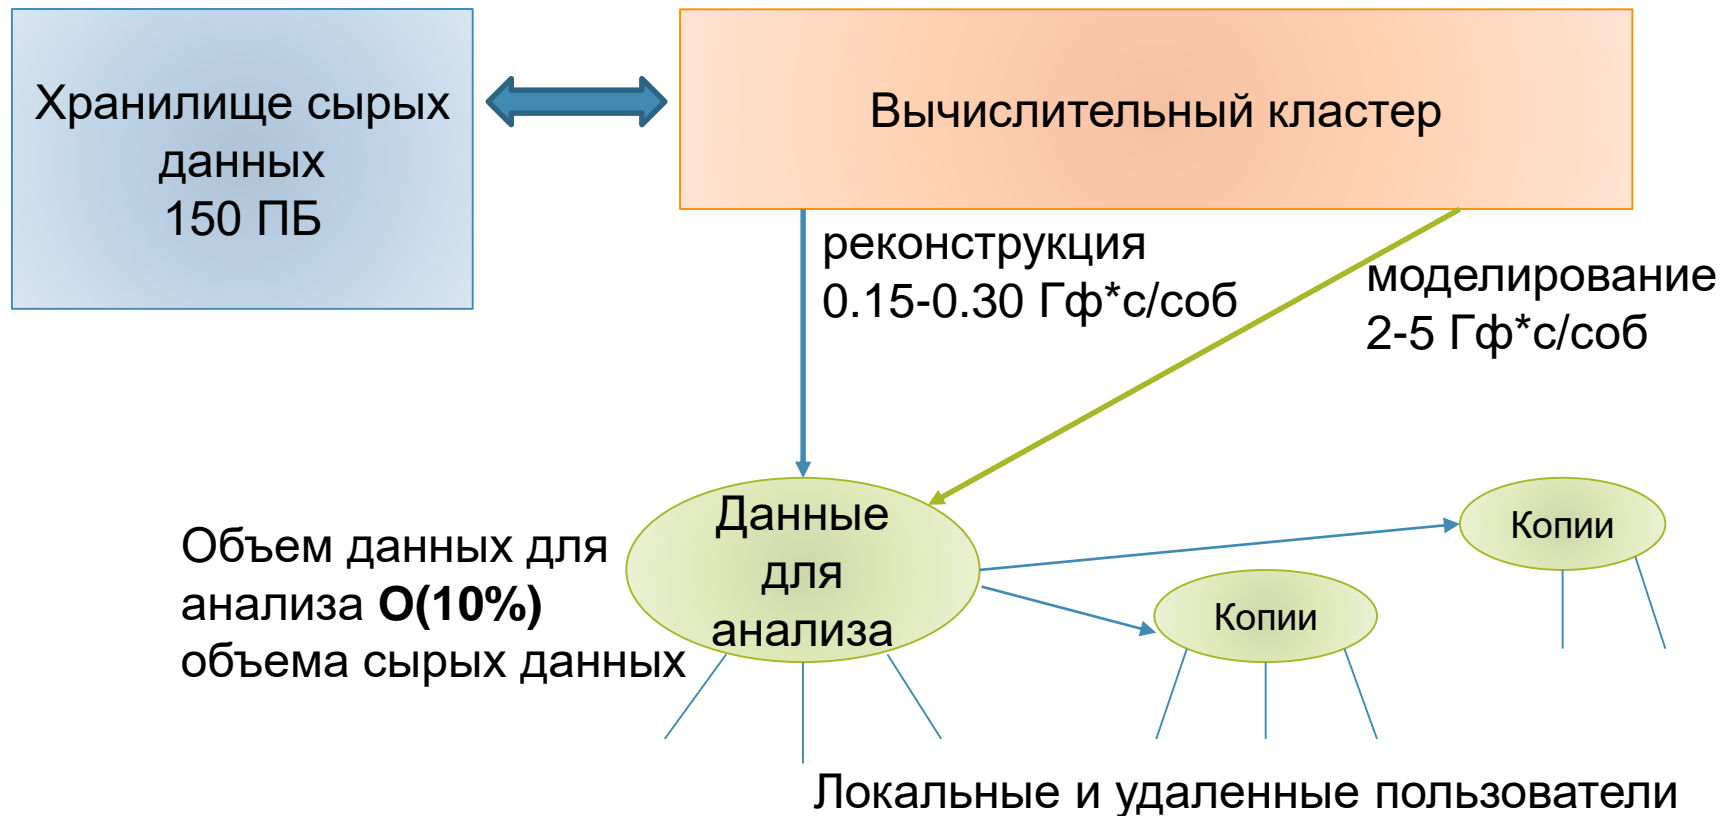 Хранилище сырых
данных
150 ПБ
Вычислительный кластер
реконструкция
0.15-0.30 Гф*с/соб
моделирование
2-5 Гф*с/соб
Объем данных для
анализа О(10%)
объема сырых данных
Данные
для
анализа
Копии
Копии
Локальные и удаленные пользователи